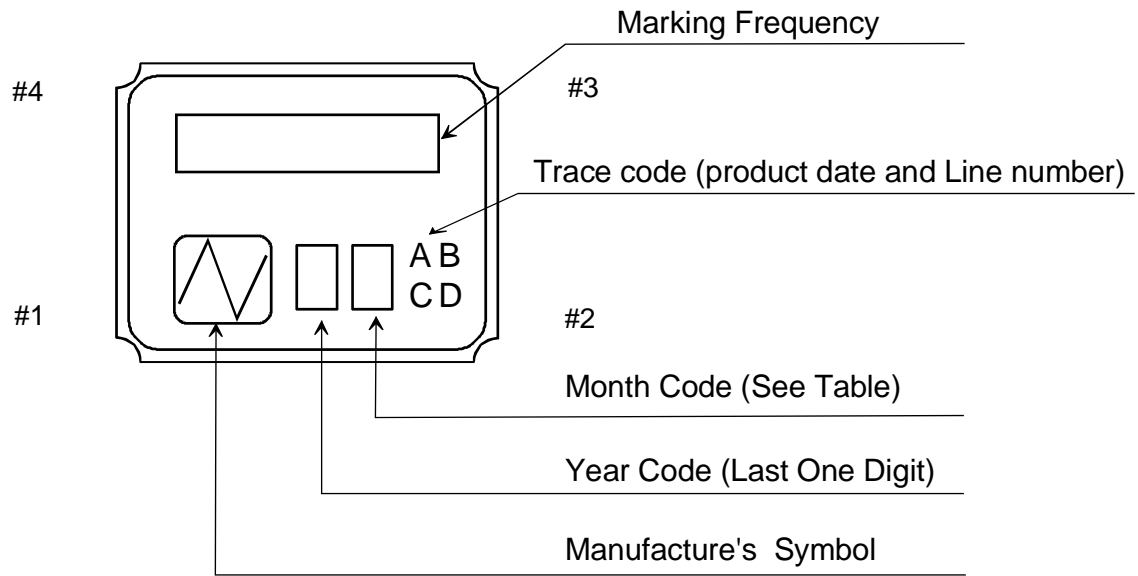 Marking Frequency
#4
#3
Trace code (product date and Line number)
A B
C D
#1
#2
Month Code (See Table)
Year Code (Last One Digit)
Manufacture's Symbol